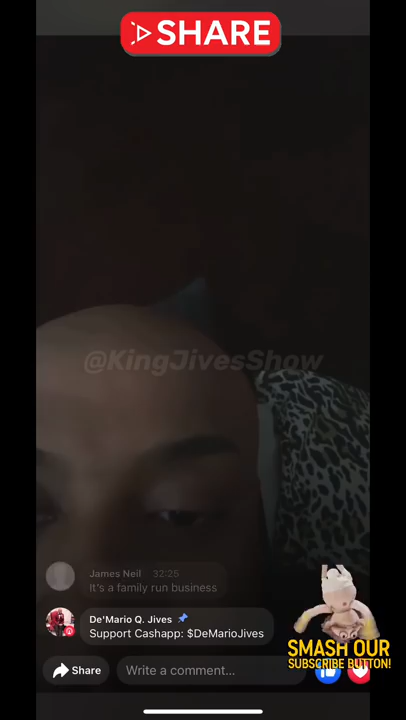 SHARE
@KingJivesShow
James Neil 32:25
It's a family run business
De'Mario Q. Jives
Support Cashapp: $DeMarioJives
SMASH OUR
SUBSCRIBE BUTTON!
Share
Write a comment...